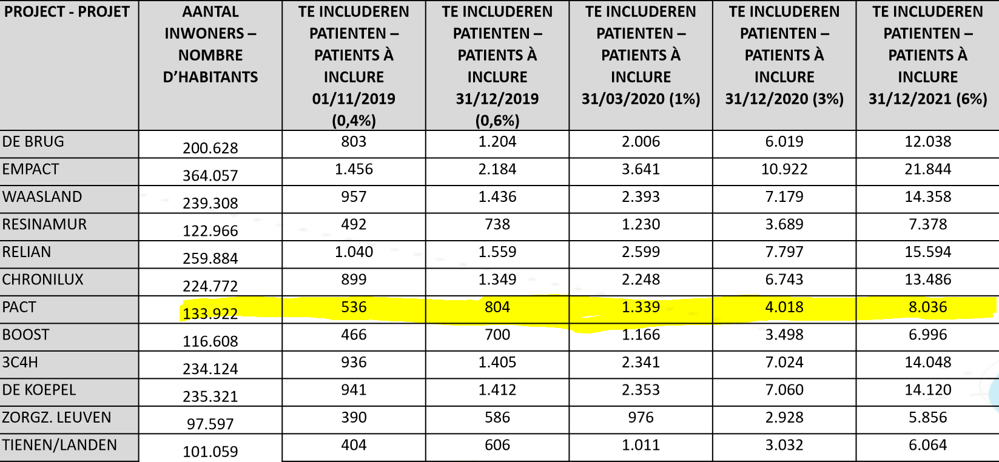 PROJECT - PROJET
AANTAL
INWONERS –
NOMBRE
D’HABITANTS
TE INCLUDEREN
PATIENTEN –
PATIENTS À
INCLURE
01/11/2019
(0,4%)
TE INCLUDEREN
PATIENTEN –
PATIENTS À
INCLURE
31/12/2019
(0,6%)
TE INCLUDEREN
PATIENTEN –
PATIENTS À
INCLURE
31/03/2020 (1%)
TE INCLUDEREN
PATIENTEN –
PATIENTS À
INCLURE
31/12/2020 (3%)
TE INCLUDEREN
PATIENTEN –
PATIENTS À
INCLURE
31/12/2021 (6%)
DE BRUG 200.628 803 1.204 2.006 6.019 12.038
EMPACT 364.057 1.456 2.184 3.641 10.922 21.844
WAASLAND 239.308 957 1.436 2.393 7.179 14.358
RESINAMUR 122.966 492 738 1.230 3.689 7.378
RELIAN 259.884 1.040 1.559 2.599 7.797 15.594
CHRONILUX 224.772 899 1.349 2.248 6.743 13.486
PACT 133.922 536 804 1.339 4.018 8.036
BOOST 116.608 466 700 1.166 3.498 6.996
3C4H 234.124 936 1.405 2.341 7.024 14.048
DE KOEPEL 235.321 941 1.412 2.353 7.060 14.120
ZORGZ. LEUVEN 97.597 390 586 976 2.928 5.856
TIENEN/LANDEN 101.059 404 606 1.011 3.032 6.064